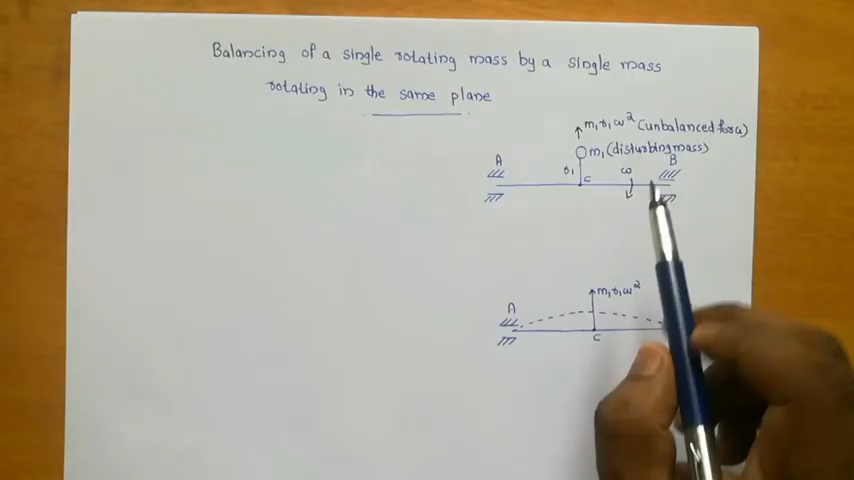 Balancing of a single rotating mass by a single mass
rotating in the same plane
m₁r₁ω² (unbalanced force)
m₁ (disturbing mass)
A
B
r₁
ω
C
m₁r₁ω²
A
C